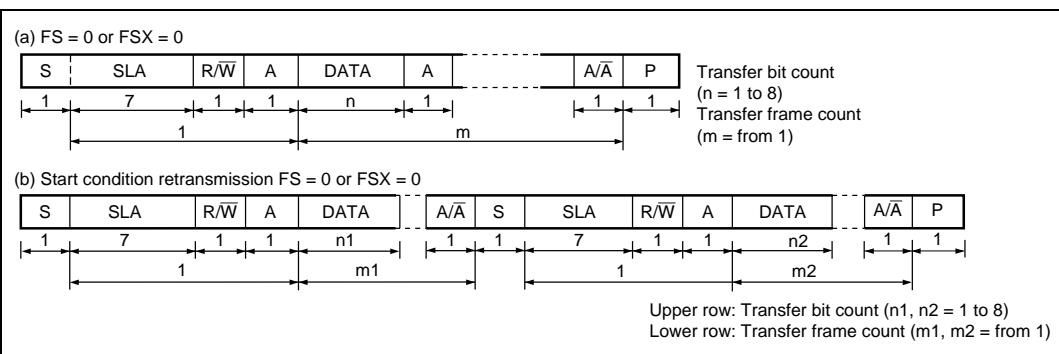 (a) FS = 0 or FSX = 0
S SLA R/W̅ A DATA A A/A̅ P
1 7 1 1 n 1 1 1
1 m
Transfer bit count
(n = 1 to 8)
Transfer frame count
(m = from 1)
(b) Start condition retransmission FS = 0 or FSX = 0
S SLA R/W̅ A DATA A/A̅ S SLA R/W̅ A DATA A/A̅ P
1 7 1 1 n1 1 1 7 1 1 n2 1 1
1 m1 1 m2
Upper row: Transfer bit count (n1, n2 = 1 to 8)
Lower row: Transfer frame count (m1, m2 = from 1)